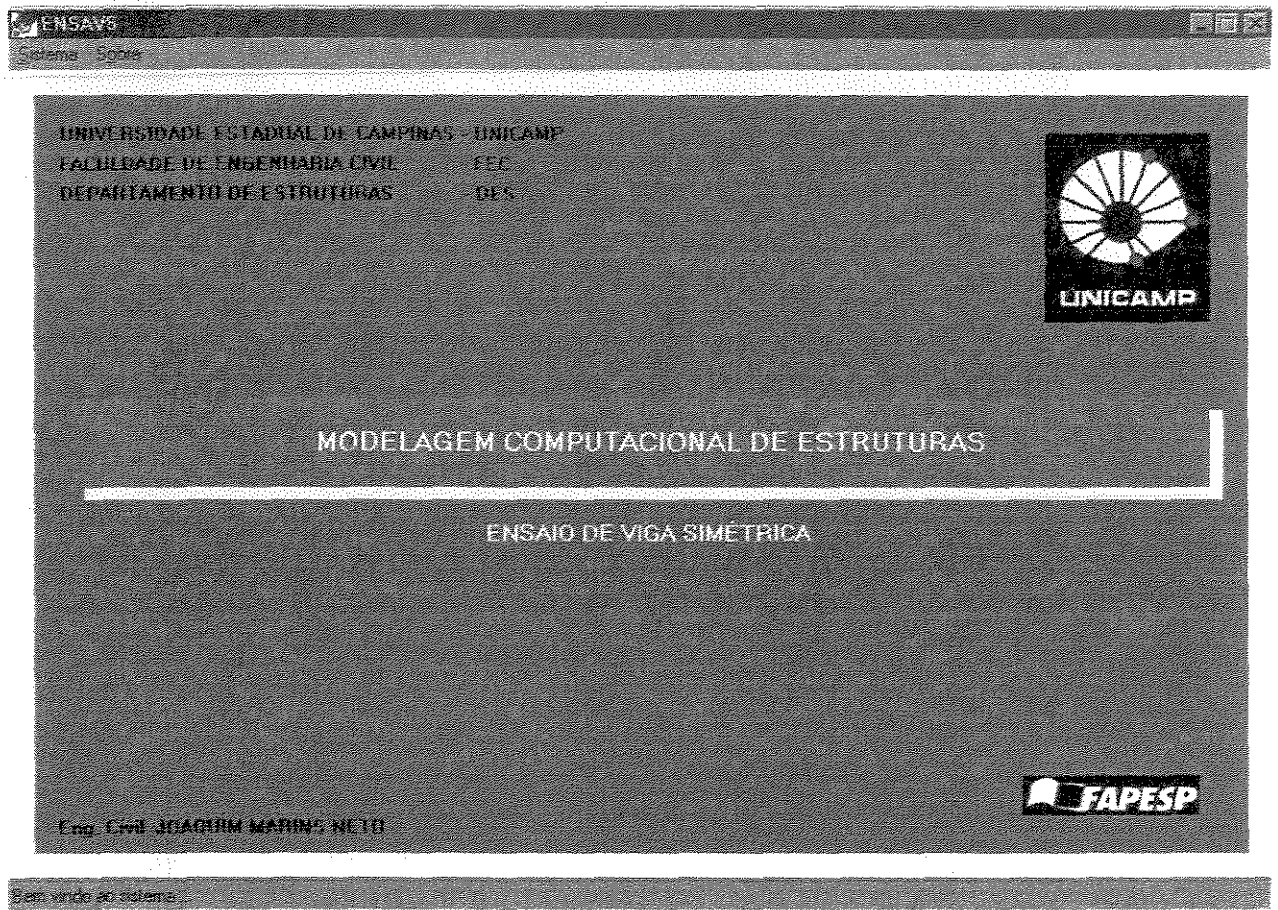 ENSAVS
Sistema Sobre
UNIVERSIDADE ESTADUAL DE CAMPINAS - UNICAMP
FACULDADE DE ENGENHARIA CIVIL - FEC
DEPARTAMENTO DE ESTRUTURAS - DES
UNICAMP
MODELAGEM COMPUTACIONAL DE ESTRUTURAS
ENSAIO DE VIGA SIMÉTRICA
FAPESP
Eng. Civil JOAQUIM MARINS NETO
Bem vindo ao sistema